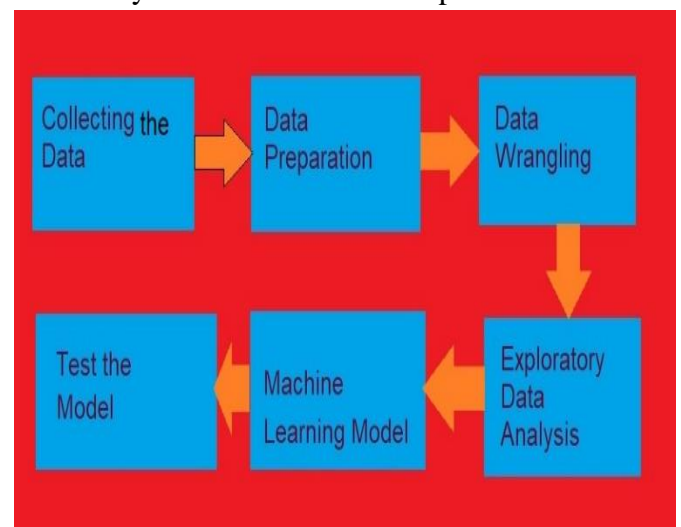 Collecting the
Data
Data
Preparation
Data
Wrangling
Test the
Model
Machine
Learning Model
Exploratory
Data
Analysis